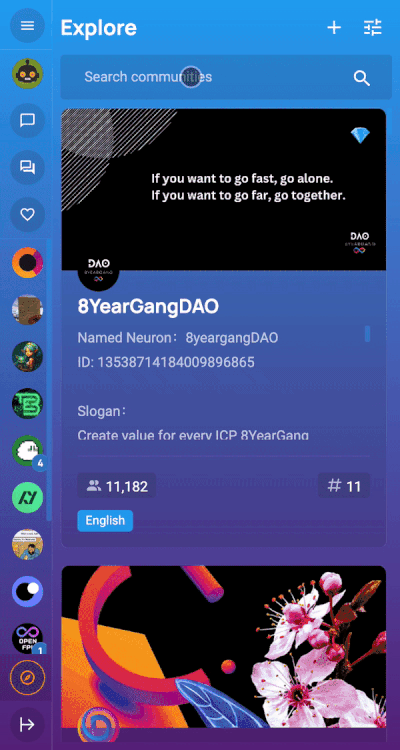 Explore
Search communities
If you want to go fast, go alone.
If you want to go far, go together.
DAO
DAO
8YEARGANG
8YearGangDAO
Named Neuron：8yeargangDAO
ID: 13538714184009896865
Slogan：
Create value for every ICP 8YearGang
11,182
11
English
4
OPEN
1